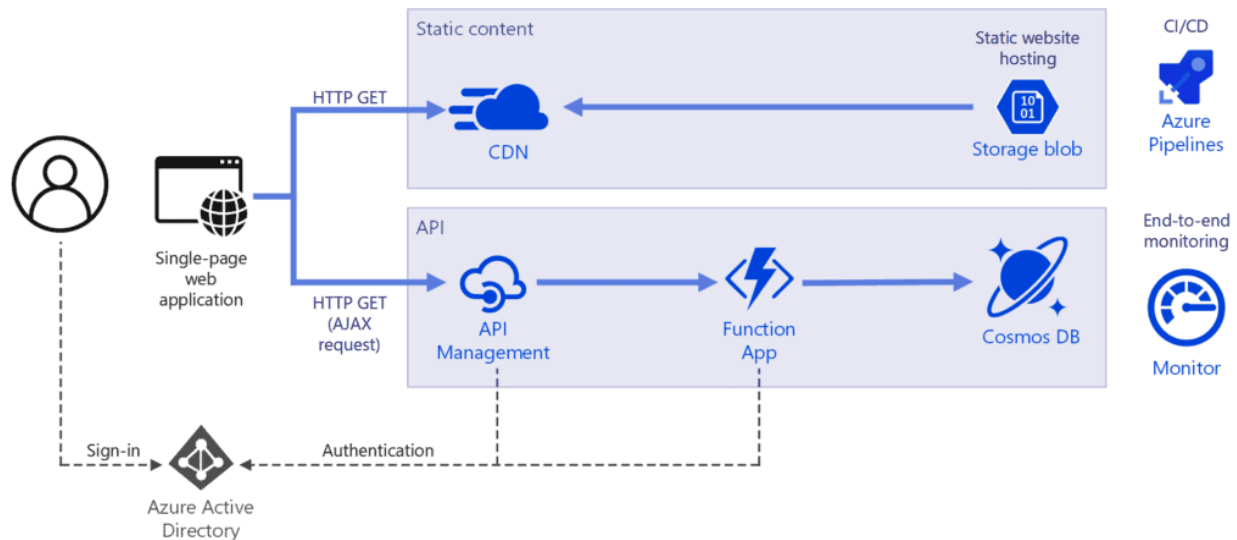 Static content
Static website
hosting
CI/CD
HTTP GET
10
01
CDN
Storage blob
Azure
Pipelines
API
End-to-end
monitoring
Single-page
web
application
HTTP GET
(AJAX
request)
API
Management
Function
App
Cosmos DB
Monitor
Sign-in
Authentication
Azure Active
Directory